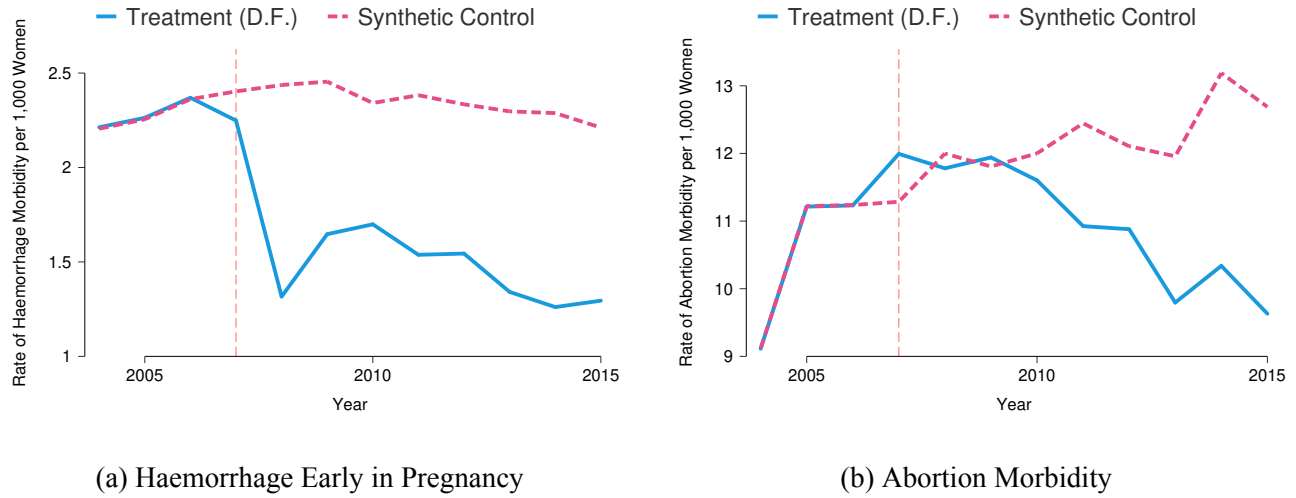 Treatment (D.F.) Synthetic Control
Rate of Haemorrhage Morbidity per 1,000 Women
2.5
2
1.5
1
2005 2010 2015
Year
(a) Haemorrhage Early in Pregnancy
Treatment (D.F.) Synthetic Control
Rate of Abortion Morbidity per 1,000 Women
13
12
11
10
9
2005 2010 2015
Year
(b) Abortion Morbidity